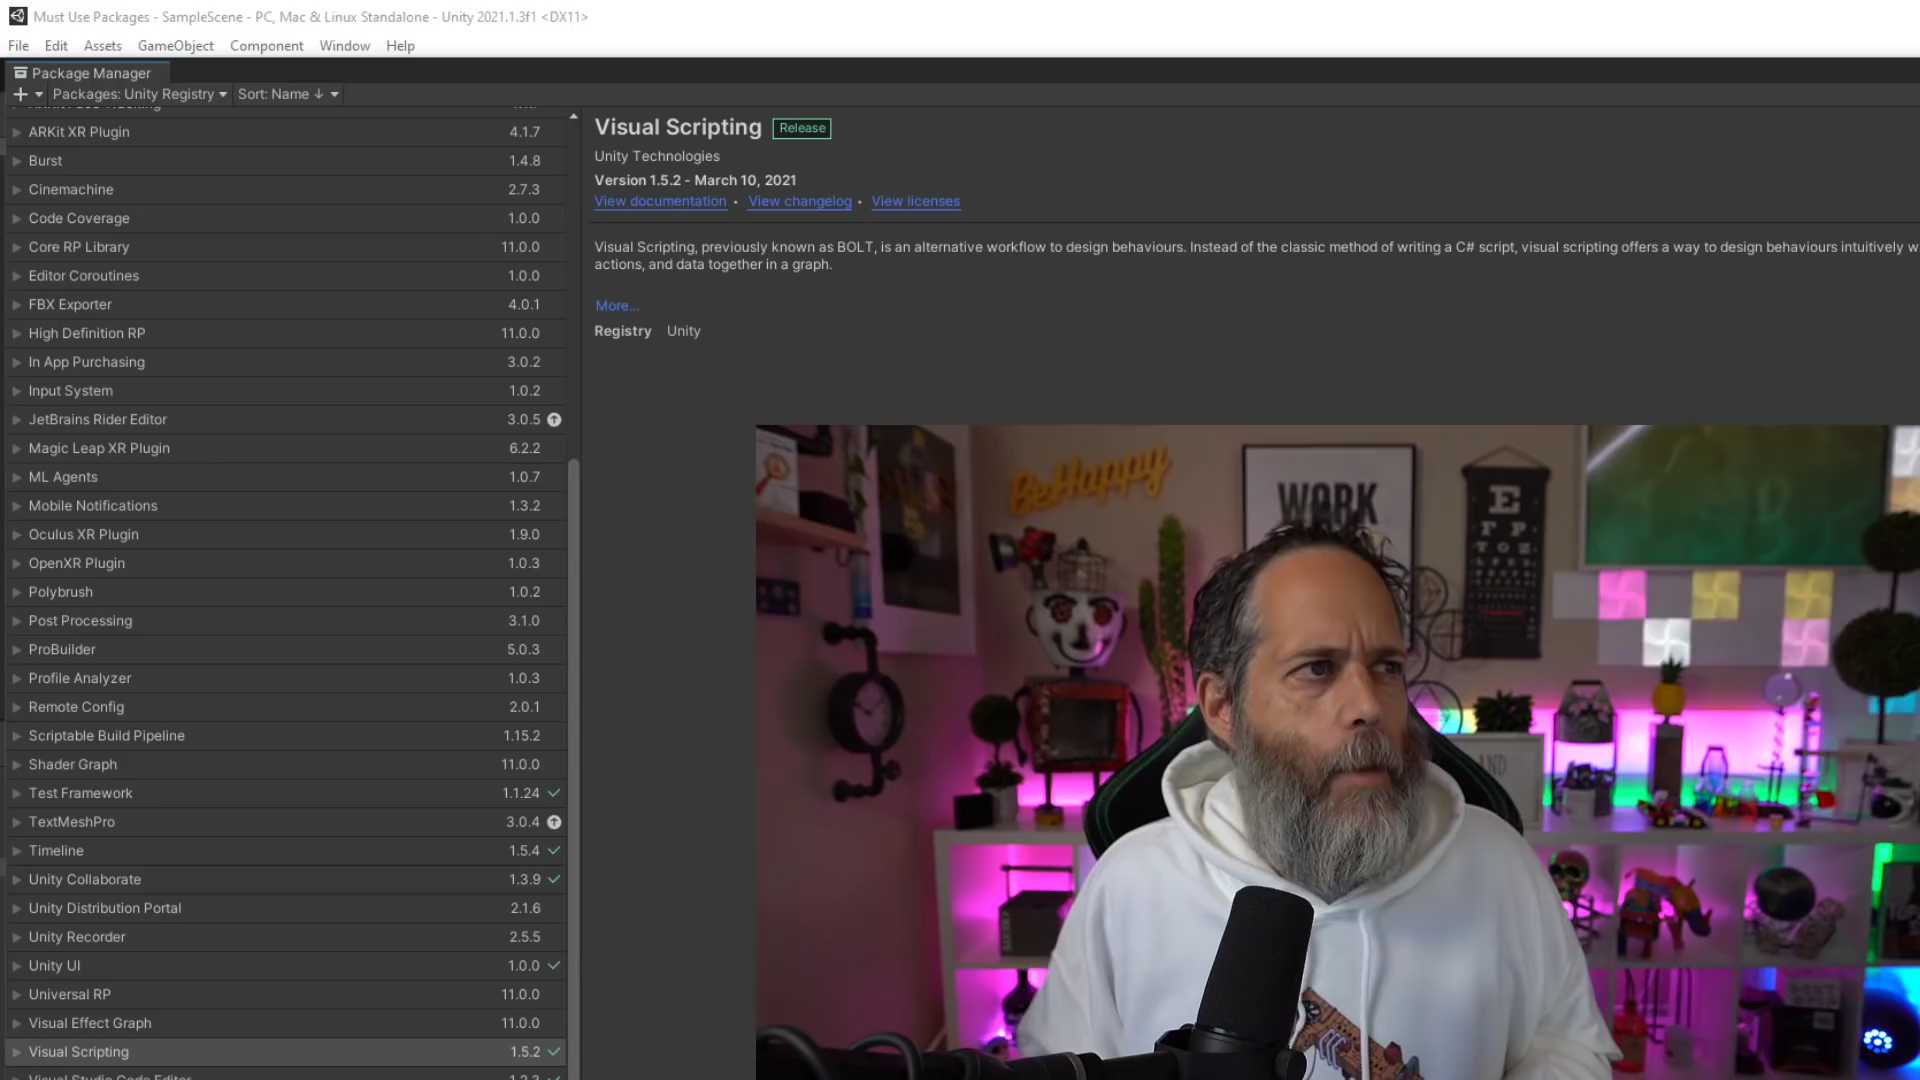 Must Use Packages - SampleScene - PC, Mac & Linux Standalone - Unity 2021.1.3f1 <DX11>
File Edit Assets GameObject Component Window Help
Package Manager
+ Packages: Unity Registry Sort: Name ↓
ARKit XR Plugin 4.1.7
Burst 1.4.8
Cinemachine 2.7.3
Code Coverage 1.0.0
Core RP Library 11.0.0
Editor Coroutines 1.0.0
FBX Exporter 4.0.1
High Definition RP 11.0.0
In App Purchasing 3.0.2
Input System 1.0.2
JetBrains Rider Editor 3.0.5
Magic Leap XR Plugin 6.2.2
ML Agents 1.0.7
Mobile Notifications 1.3.2
Oculus XR Plugin 1.9.0
OpenXR Plugin 1.0.3
Polybrush 1.0.2
Post Processing 3.1.0
ProBuilder 5.0.3
Profile Analyzer 1.0.3
Remote Config 2.0.1
Scriptable Build Pipeline 1.15.2
Shader Graph 11.0.0
Test Framework 1.1.24
TextMeshPro 3.0.4
Timeline 1.5.4
Unity Collaborate 1.3.9
Unity Distribution Portal 2.1.6
Unity Recorder 2.5.5
Unity UI 1.0.0
Universal RP 11.0.0
Visual Effect Graph 11.0.0
Visual Scripting 1.5.2
Visual Studio Code Editor 1.2.3
Visual Scripting Release
Unity Technologies
Version 1.5.2 - March 10, 2021
View documentation • View changelog • View licenses
Visual Scripting, previously known as BOLT, is an alternative workflow to design behaviours. Instead of the classic method of writing a C# script, visual scripting offers a way to design behaviours intuitively w
actions, and data together in a graph.
More...
Registry Unity
Be Happy
WORK
E
F P
T O Z
AND